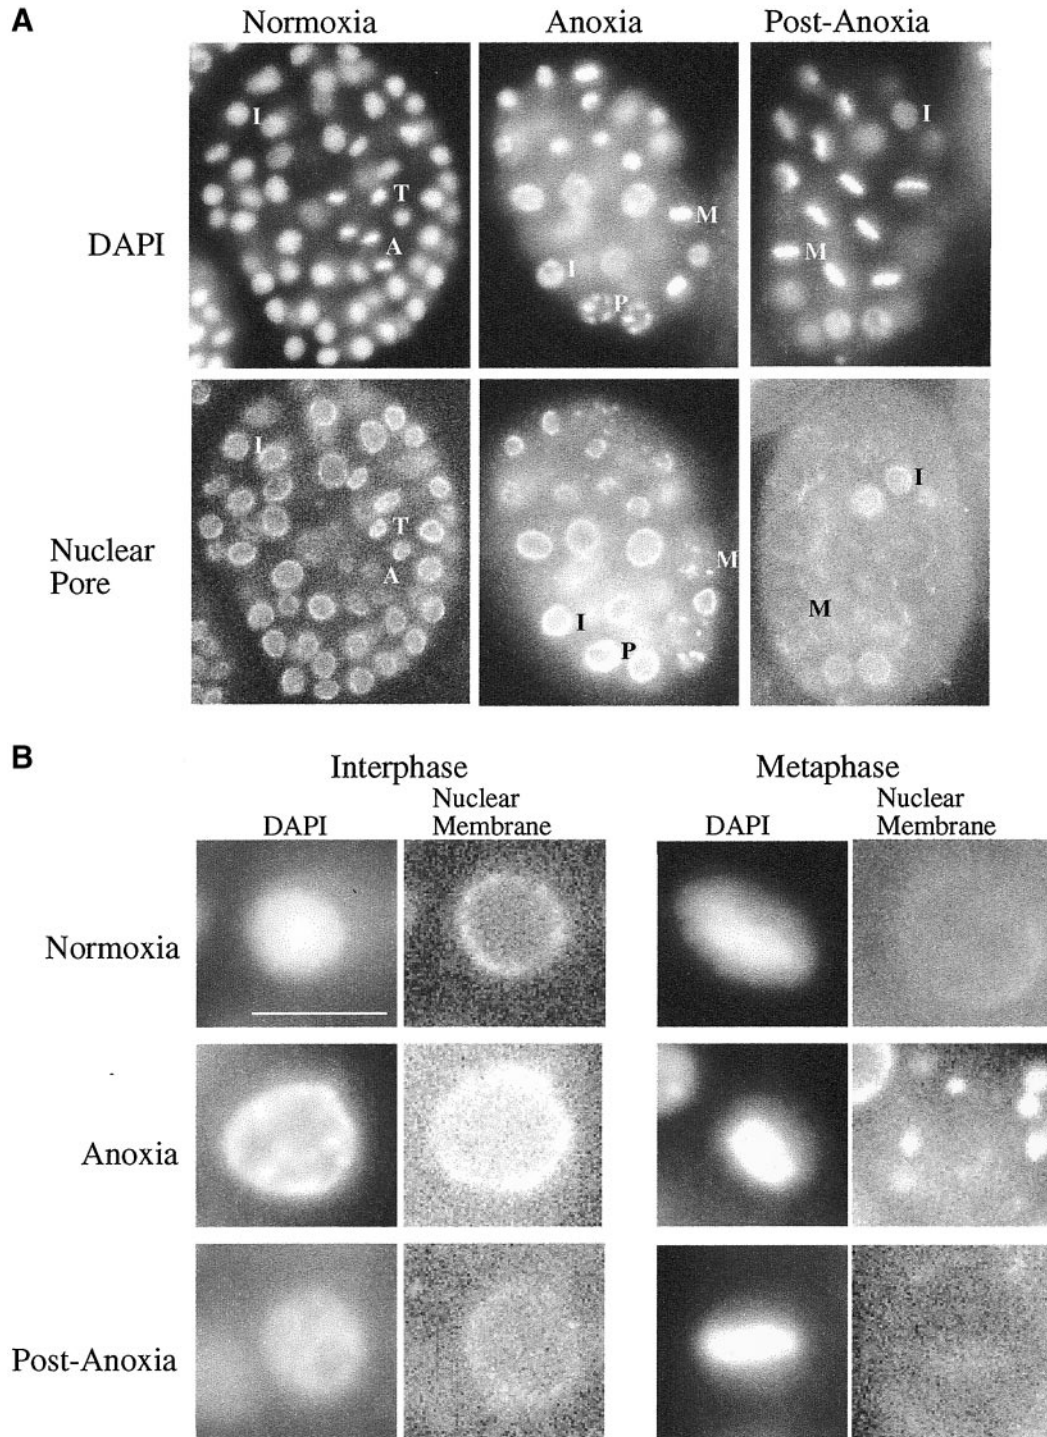 A
Normoxia Anoxia Post-Anoxia
DAPI
I
T
A
M
I
P
I
M
Nuclear
Pore
I
T
A
M
I
P
I
M
B
Interphase Metaphase
DAPI Nuclear Membrane DAPI Nuclear Membrane
Normoxia
Anoxia
Post-Anoxia